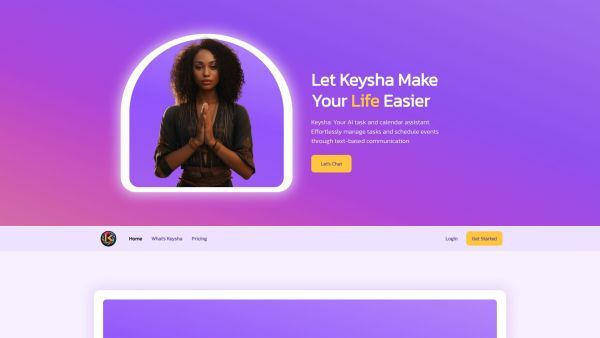 Let Keysha Make
Your Life Easier
Keysha: Your AI task and calendar assistant.
Effortlessly manage tasks and schedule events
through text-based communication
Let's Chat
K
Home
What's Keysha
Pricing
Login
Get Started